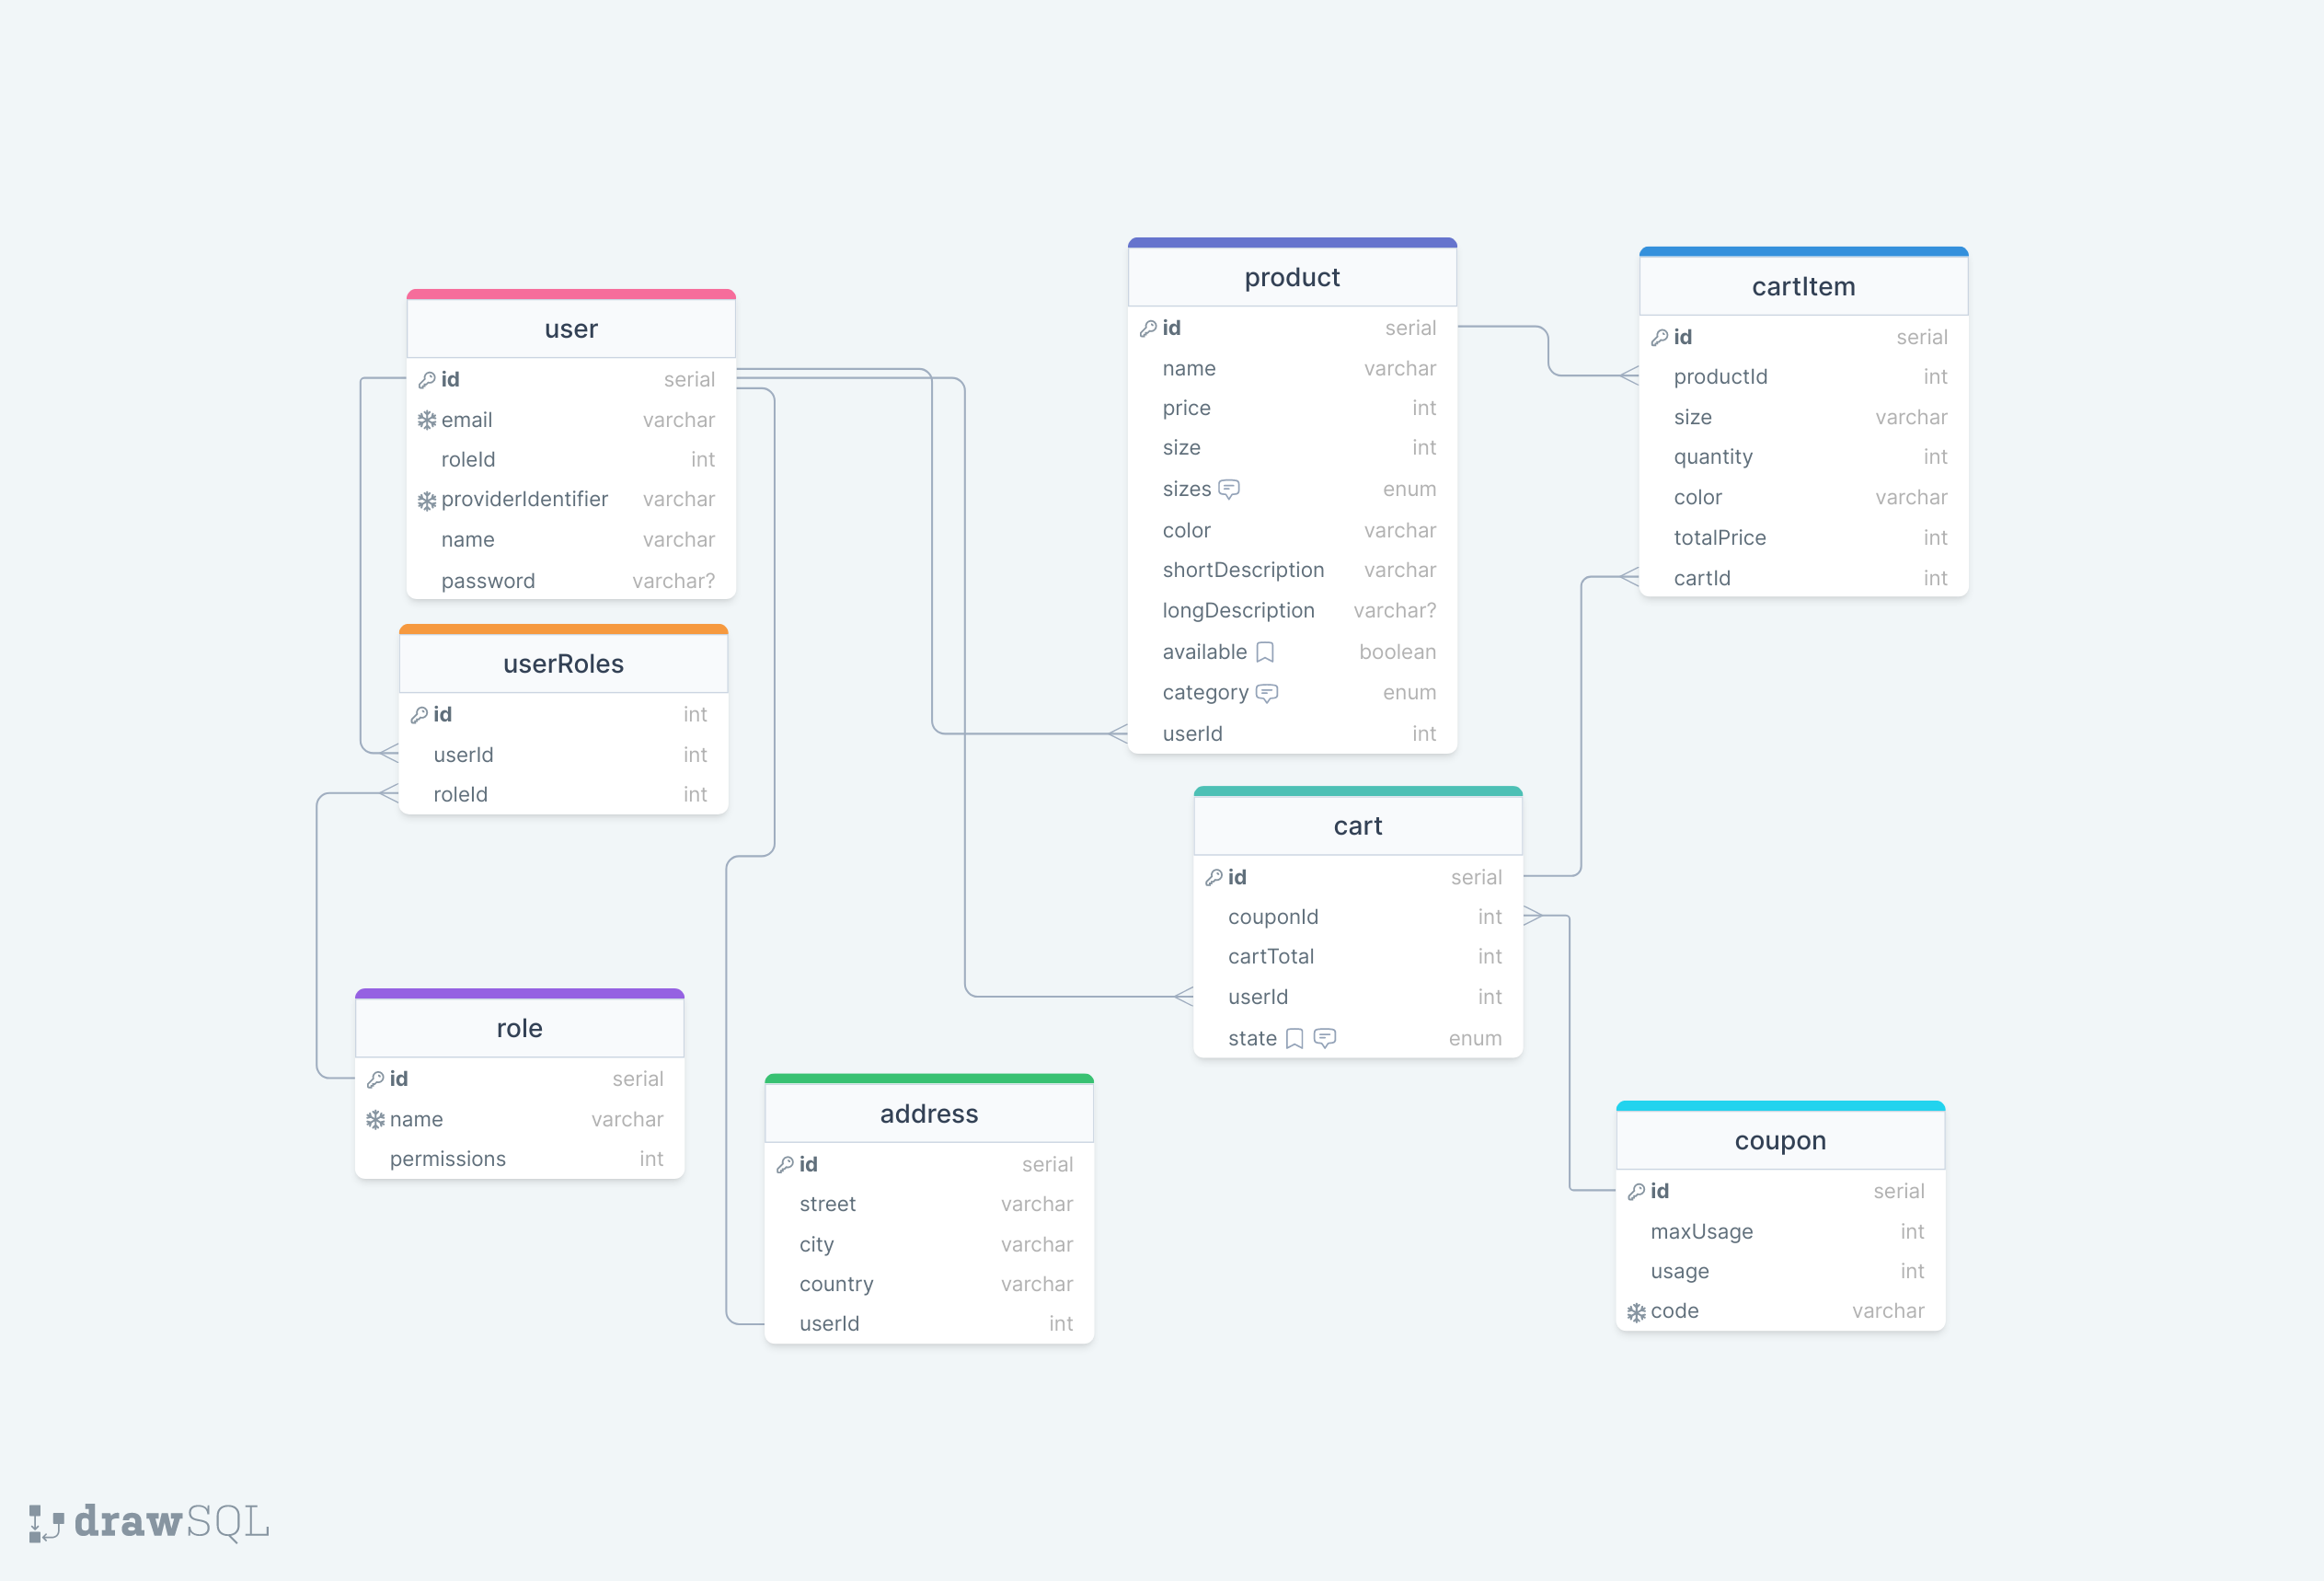 user
id serial
email varchar
roleId int
providerIdentifier varchar
name varchar
password varchar?
userRoles
id int
userId int
roleId int
role
id serial
name varchar
permissions int
address
id serial
street varchar
city varchar
country varchar
userId int
product
id serial
name varchar
price int
size int
sizes enum
color varchar
shortDescription varchar
longDescription varchar?
available boolean
category enum
userId int
cart
id serial
couponId int
cartTotal int
userId int
state enum
cartItem
id serial
productId int
size varchar
quantity int
color varchar
totalPrice int
cartId int
coupon
id serial
maxUsage int
usage int
code varchar
drawSQL